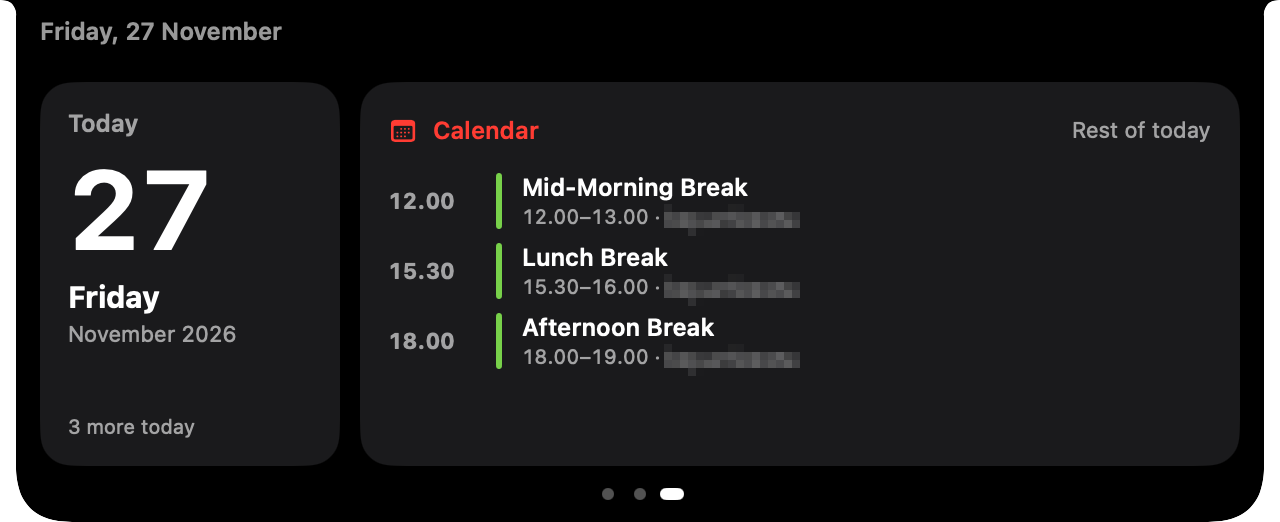 Friday, 27 November
Today
27
Friday
November 2026
3 more today
Calendar
Rest of today
12.00
Mid-Morning Break
12.00–13.00 ·
15.30
Lunch Break
15.30–16.00 ·
18.00
Afternoon Break
18.00–19.00 ·